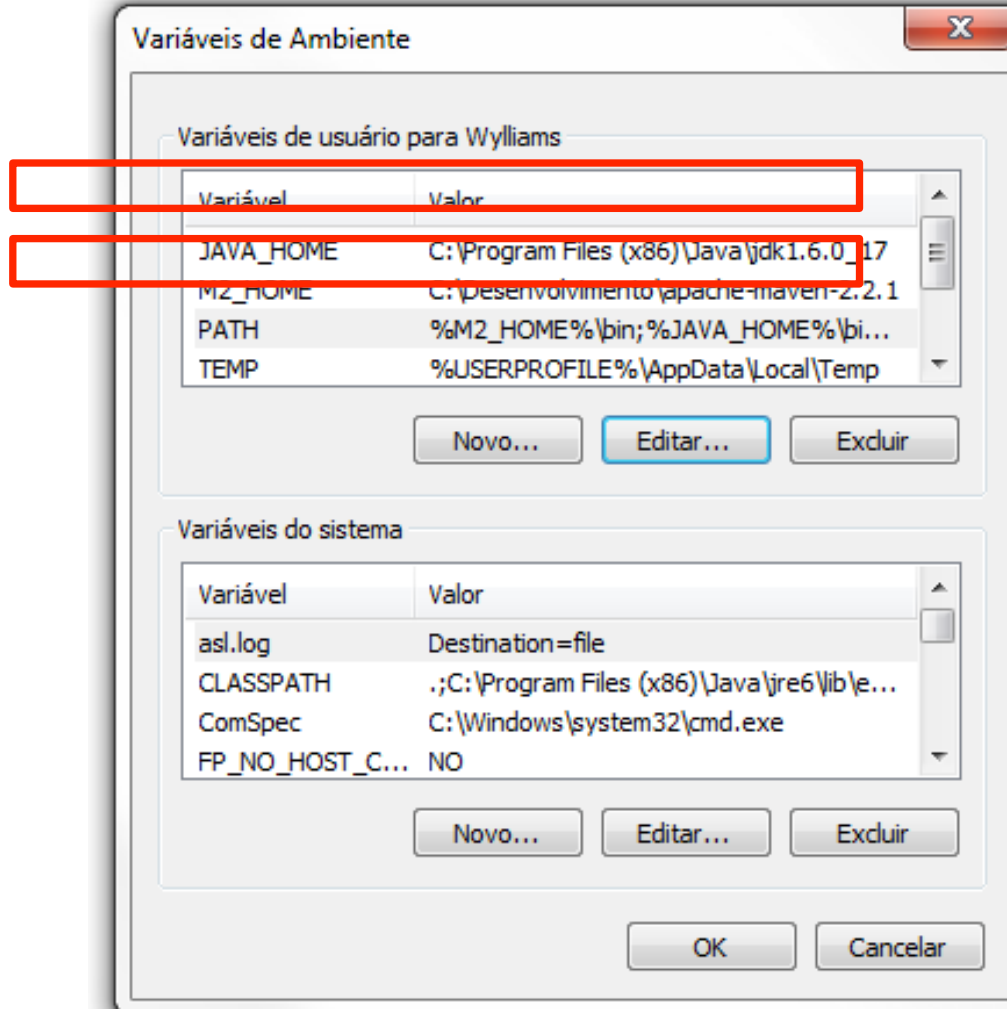 Variáveis de Ambiente
Variáveis de usuário para Wylliams
Variável Valor
JAVA_HOME C:\Program Files (x86)\Java\jdk1.6.0_17
M2_HOME C:\Desenvolvimento\apache-maven-2.2.1
PATH %M2_HOME%\bin;%JAVA_HOME%\bi...
TEMP %USERPROFILE%\AppData\Local\Temp
Novo... Editar... Excluir
Variáveis do sistema
Variável Valor
asl.log Destination=file
CLASSPATH .;C:\Program Files (x86)\Java\jre6\lib\e...
ComSpec C:\Windows\system32\cmd.exe
FP_NO_HOST_C... NO
Novo... Editar... Excluir
OK Cancelar